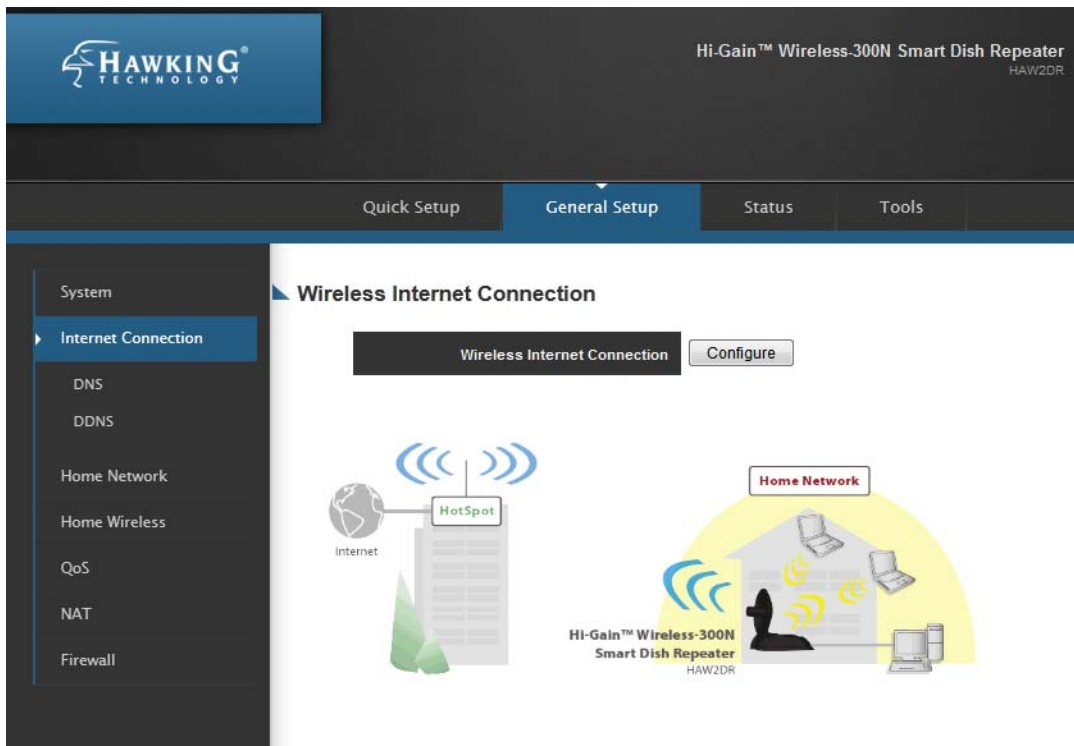 HAWKING®
TECHNOLOGY
Hi-Gain™ Wireless-300N Smart Dish Repeater
HAW2DR
Quick Setup
General Setup
Status
Tools
System
Internet Connection
DNS
DDNS
Home Network
Home Wireless
QoS
NAT
Firewall
Wireless Internet Connection
Wireless Internet Connection
Configure
HotSpot
Internet
Home Network
Hi-Gain™ Wireless-300N
Smart Dish Repeater
HAW2DR